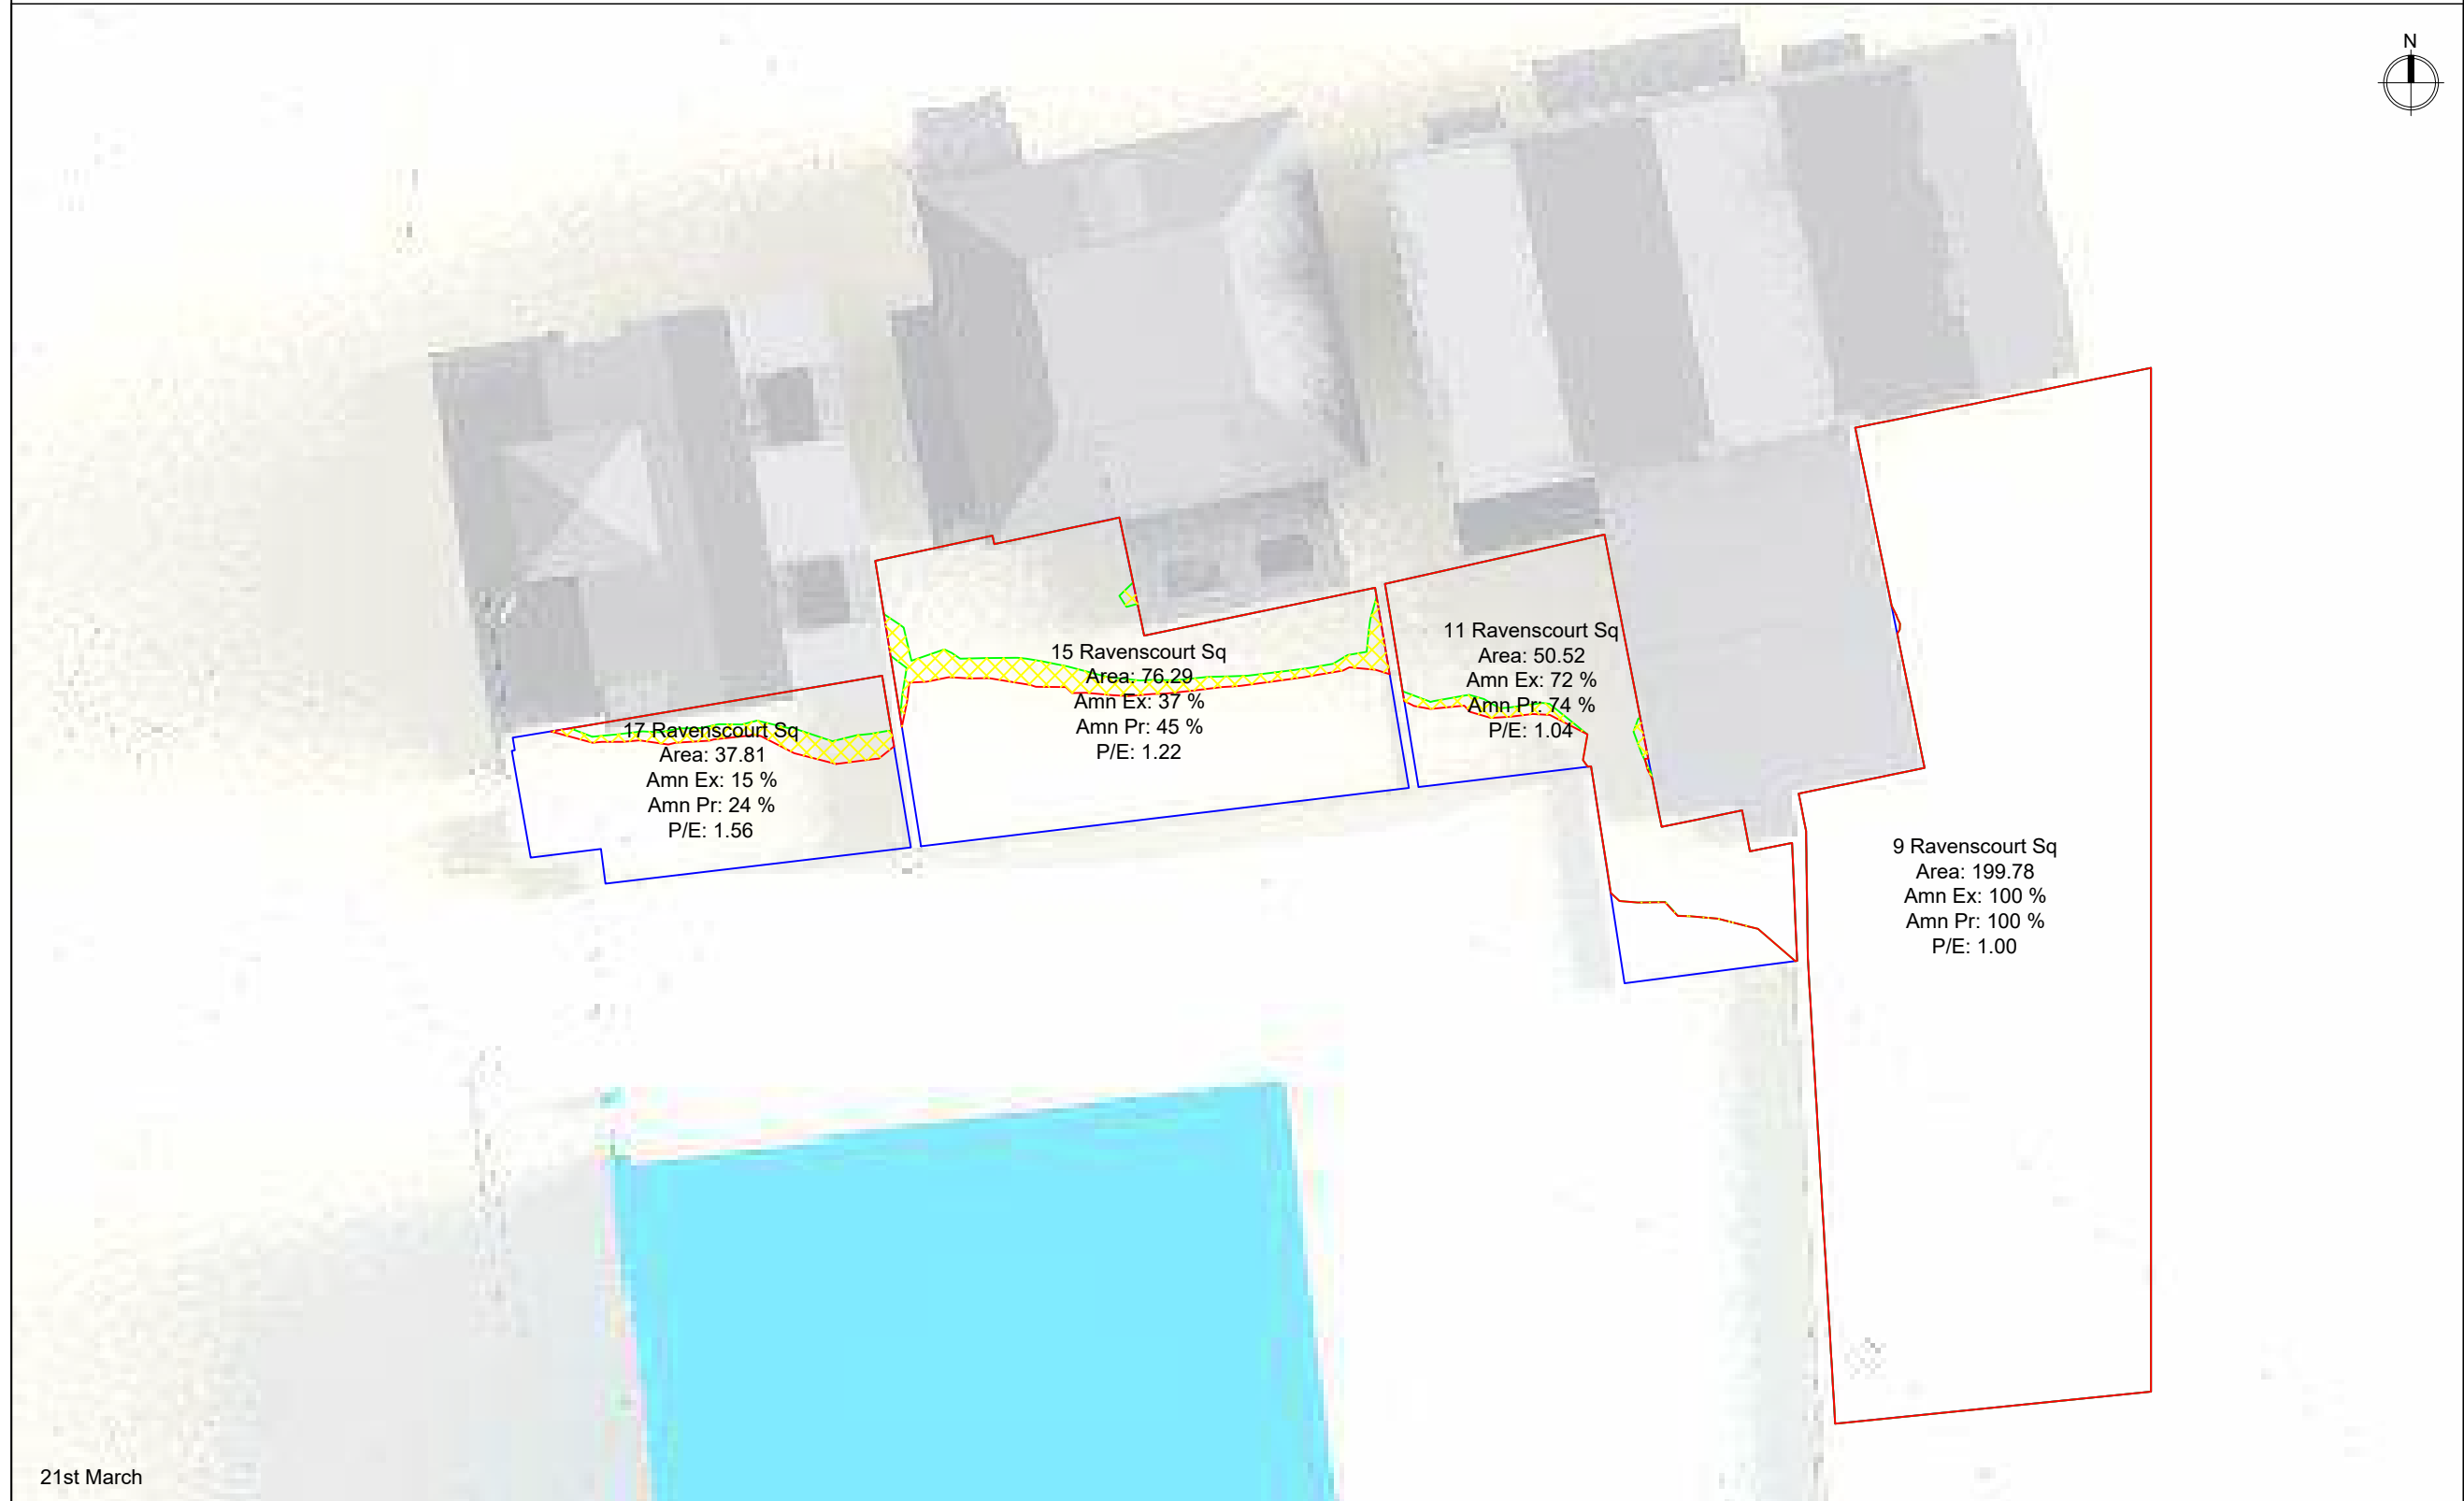 N
17 Ravenscourt Sq
Area: 37.81
Amn Ex: 15 %
Amn Pr: 24 %
P/E: 1.56
15 Ravenscourt Sq
Area: 76.29
Amn Ex: 37 %
Amn Pr: 45 %
P/E: 1.22
11 Ravenscourt Sq
Area: 50.52
Amn Ex: 72 %
Amn Pr: 74 %
P/E: 1.04
9 Ravenscourt Sq
Area: 199.78
Amn Ex: 100 %
Amn Pr: 100 %
P/E: 1.00
21st March